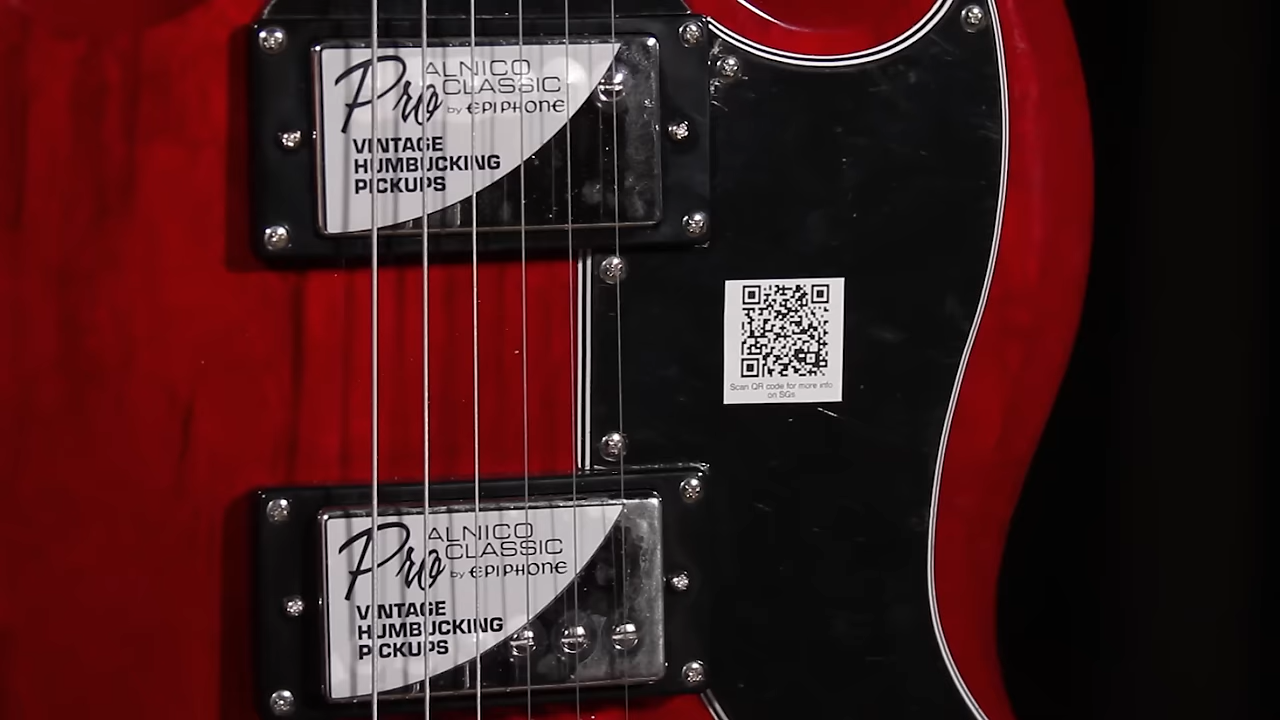 Pro ALNICO
CLASSIC
by EPIPHONE
VINTAGE
HUMBUCKING
PICKUPS
Scan QR code for more info
on SGs
Pro ALNICO
CLASSIC
by EPIPHONE
VINTAGE
HUMBUCKING
PICKUPS